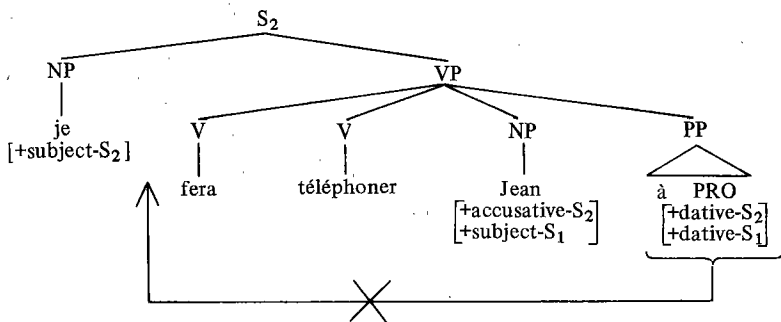 S₂
NP VP
je V V NP PP
[+subject-S₂]
fera téléphoner Jean à PRO
[+accusative-S₂ [+dative-S₂
+subject-S₁] +dative-S₁]